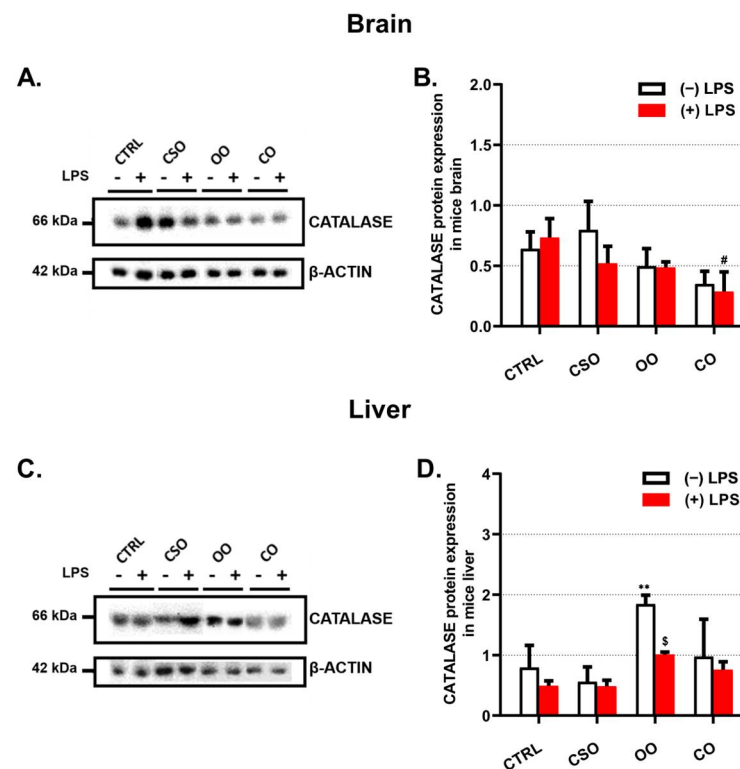 Brain
A.
CTRL CSO OO CO
LPS - + - + - + - +
66 kDa CATALASE
42 kDa β-ACTIN
B.
(−) LPS
(+) LPS
CATALASE protein expression
in mice brain
2.0
1.5
1.0
0.5
0.0
#
CTRL CSO OO CO
Liver
C.
CTRL CSO OO CO
LPS - + - + - + - +
66 kDa CATALASE
42 kDa β-ACTIN
D.
(−) LPS
(+) LPS
CATALASE protein expression
in mice liver
4
3
2
1
0
**
$
CTRL CSO OO CO